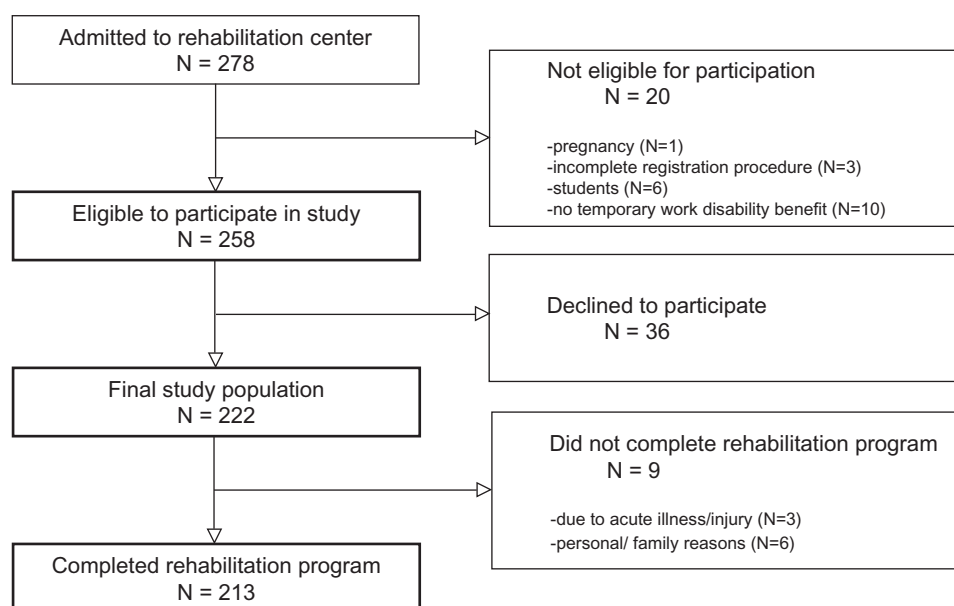 Admitted to rehabilitation center
N = 278
Not eligible for participation
N = 20
-pregnancy (N=1)
-incomplete registration procedure (N=3)
-students (N=6)
-no temporary work disability benefit (N=10)
Eligible to participate in study
N = 258
Declined to participate
N = 36
Final study population
N = 222
Did not complete rehabilitation program
N = 9
-due to acute illness/injury (N=3)
-personal/ family reasons (N=6)
Completed rehabilitation program
N = 213